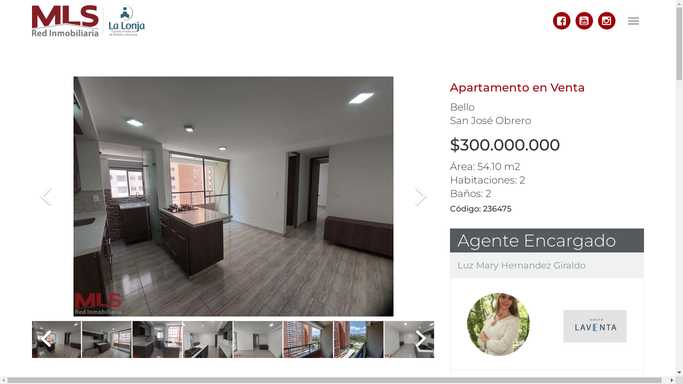 MLS
Red Inmobiliaria
La Lonja
Apartamento en Venta
Bello
San José Obrero
$300.000.000
Área: 54.10 m2
Habitaciones: 2
Baños: 2
Código: 236475
MLS
Red Inmobiliaria
Agente Encargado
Luz Mary Hernandez Giraldo
LAVENTA